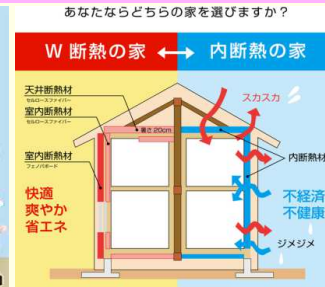 あなたならどちらの家を選びますか？
W 断熱の家
内断熱の家
天井断熱材
セルロースファイバー
室内断熱材
セルロースファイバー
厚さ20cm
スカスカ
室内断熱材
フェノバボード
内断熱材
快適
爽やか
省エネ
不経済
不健康
ジメジメ